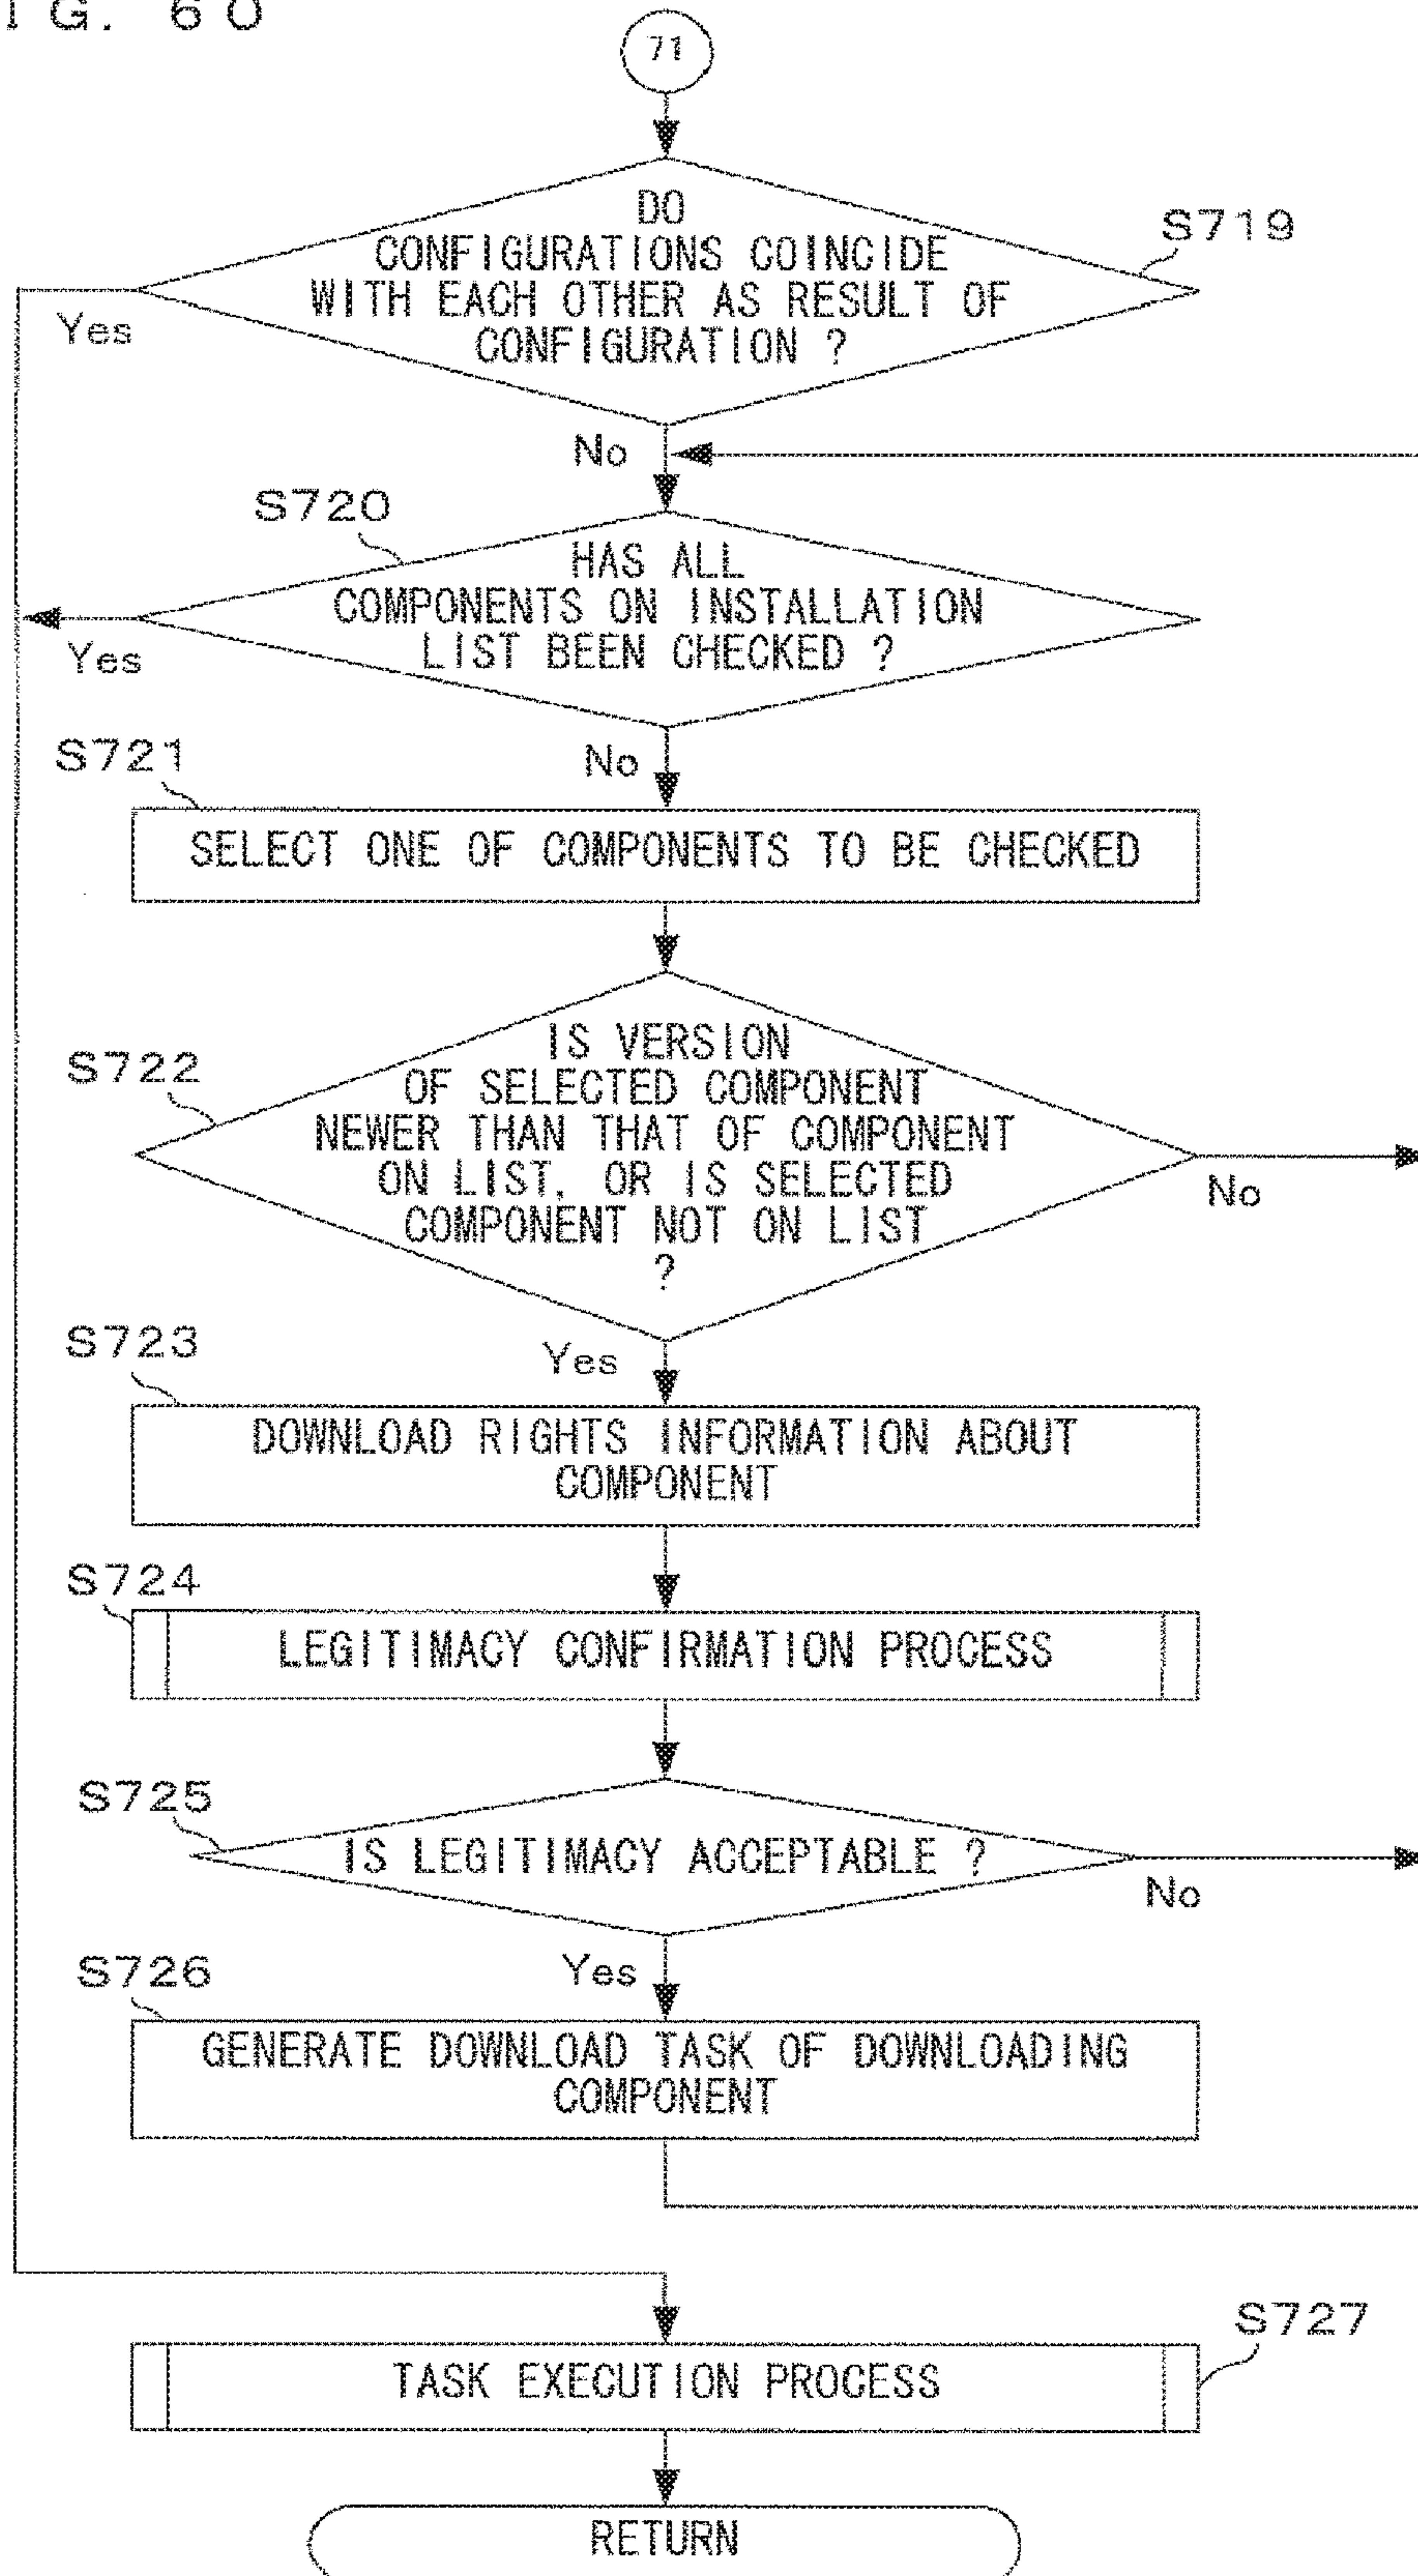 IG. 60
71
DO
CONFIGURATIONS COINCIDE
WITH EACH OTHER AS RESULT OF
CONFIGURATION ?
S719
Yes
No
S720
HAS ALL
COMPONENTS ON INSTALLATION
LIST BEEN CHECKED ?
Yes
No
S721
SELECT ONE OF COMPONENTS TO BE CHECKED
S722
IS VERSION
OF SELECTED COMPONENT
NEWER THAN THAT OF COMPONENT
ON LIST, OR IS SELECTED
COMPONENT NOT ON LIST
?
No
Yes
S723
DOWNLOAD RIGHTS INFORMATION ABOUT
COMPONENT
S724
LEGITIMACY CONFIRMATION PROCESS
S725
IS LEGITIMACY ACCEPTABLE ?
No
Yes
S726
GENERATE DOWNLOAD TASK OF DOWNLOADING
COMPONENT
S727
TASK EXECUTION PROCESS
RETURN